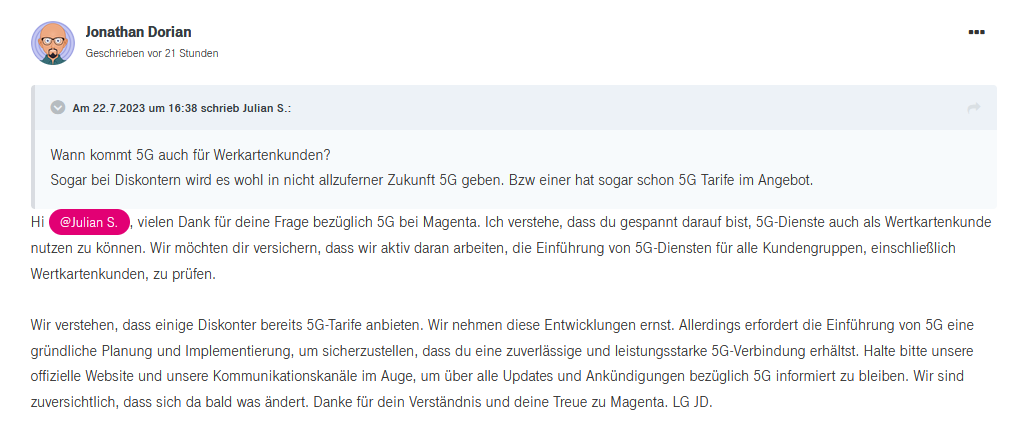 Jonathan Dorian
Geschrieben vor 21 Stunden
Am 22.7.2023 um 16:38 schrieb Julian S.:
Wann kommt 5G auch für Werkartenkunden?
Sogar bei Diskontern wird es wohl in nicht allzuferner Zukunft 5G geben. Bzw einer hat sogar schon 5G Tarife im Angebot.
Hi @Julian S. , vielen Dank für deine Frage bezüglich 5G bei Magenta. Ich verstehe, dass du gespannt darauf bist, 5G-Dienste auch als Wertkartenkunde
nutzen zu können. Wir möchten dir versichern, dass wir aktiv daran arbeiten, die Einführung von 5G-Diensten für alle Kundengruppen, einschließlich
Wertkartenkunden, zu prüfen.
Wir verstehen, dass einige Diskonter bereits 5G-Tarife anbieten. Wir nehmen diese Entwicklungen ernst. Allerdings erfordert die Einführung von 5G eine
gründliche Planung und Implementierung, um sicherzustellen, dass du eine zuverlässige und leistungsstarke 5G-Verbindung erhältst. Halte bitte unsere
offizielle Website und unsere Kommunikationskanäle im Auge, um über alle Updates und Ankündigungen bezüglich 5G informiert zu bleiben. Wir sind
zuversichtlich, dass sich da bald was ändert. Danke für dein Verständnis und deine Treue zu Magenta. LG JD.